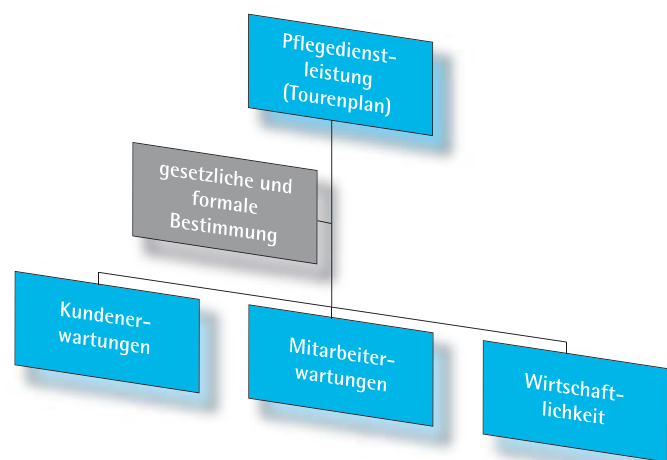 Pflegedienst-
leistung
(Tourenplan)
gesetzliche und
formale
Bestimmung
Kundener-
wartungen
Mitarbeiter-
wartungen
Wirtschaft-
lichkeit